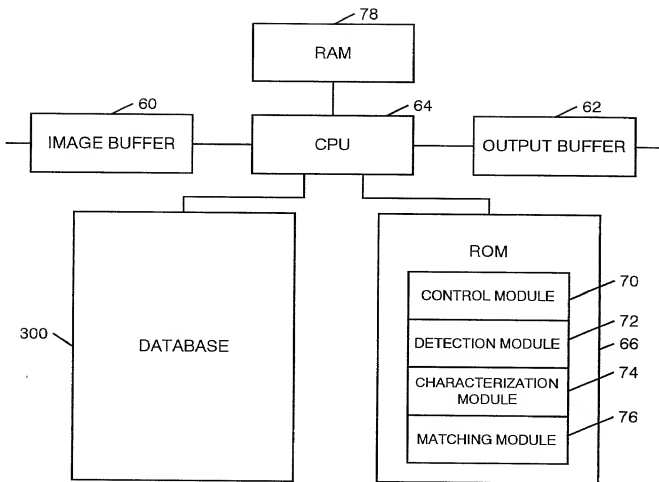 78
RAM
60
64
62
IMAGE BUFFER
CPU
OUTPUT BUFFER
ROM
CONTROL MODULE
70
300
DATABASE
DETECTION MODULE
72
66
CHARACTERIZATION
MODULE
74
MATCHING MODULE
76